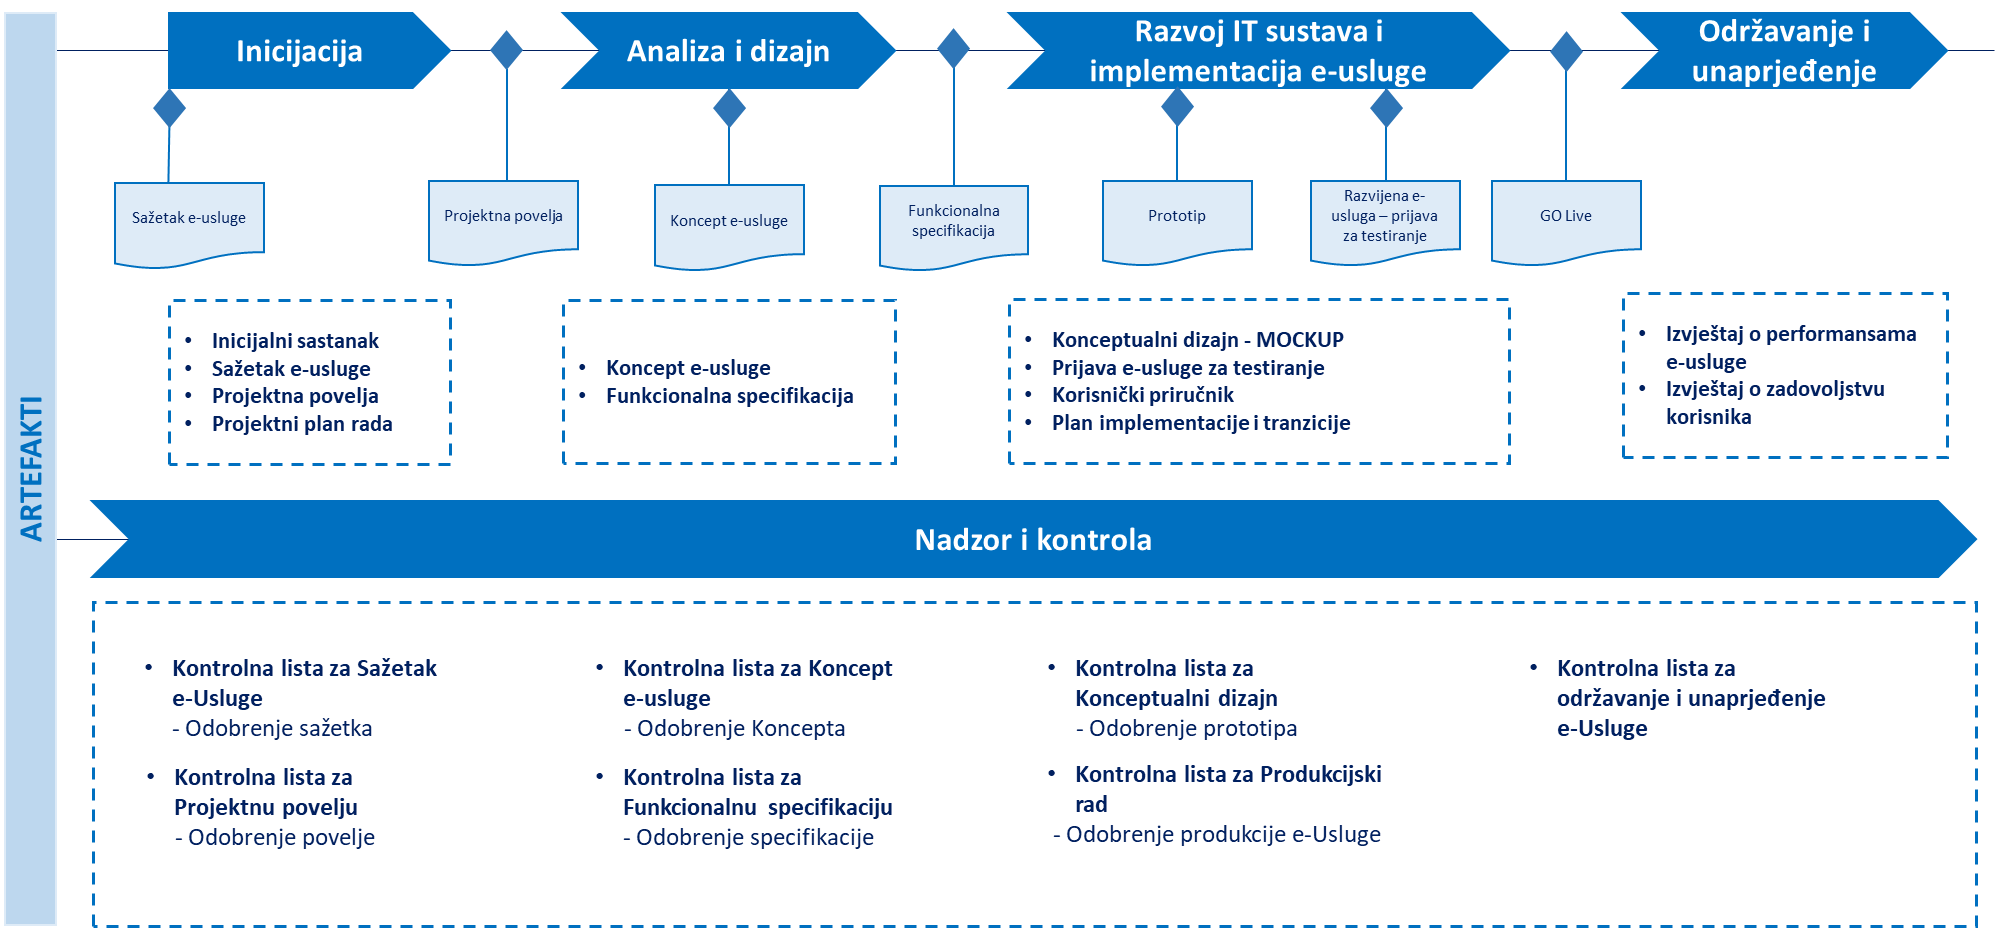 ARTEFAKTI
Inicijacija
Analiza i dizajn
Razvoj IT sustava i
implementacija e-usluge
Održavanje i
unaprjeđenje
Sažetak e-usluge
Projektna povelja
Koncept e-usluge
Funkcionalna
specifikacija
Prototip
Razvijena e-
usluga – prijava
za testiranje
GO Live
• Inicijalni sastanak
• Sažetak e-usluge
• Projektna povelja
• Projektni plan rada
• Koncept e-usluge
• Funkcionalna specifikacija
• Konceptualni dizajn - MOCKUP
• Prijava e-usluge za testiranje
• Korisnički priručnik
• Plan implementacije i tranzicije
• Izvještaj o performansama
e-usluge
• Izvještaj o zadovoljstvu
korisnika
Nadzor i kontrola
• Kontrolna lista za Sažetak
e-Usluge
- Odobrenje sažetka
• Kontrolna lista za
Projektnu povelju
- Odobrenje povelje
• Kontrolna lista za Koncept
e-usluge
- Odobrenje Koncepta
• Kontrolna lista za
Funkcionalnu specifikaciju
- Odobrenje specifikacije
• Kontrolna lista za
Konceptualni dizajn
- Odobrenje prototipa
• Kontrolna lista za Produkcijski
rad
- Odobrenje produkcije e-Usluge
• Kontrolna lista za
održavanje i unaprjeđenje
e-Usluge